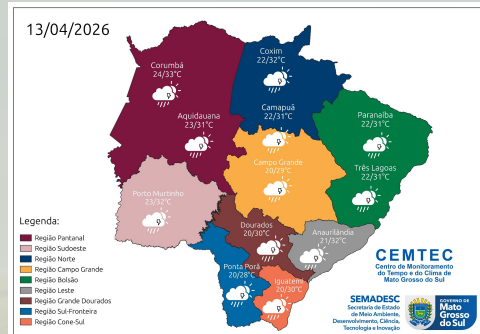 13/04/2026
Corumbá
24/33°C
Coxim
22/32°C
Aquidauana
23/31°C
Camapuã
22/31°C
Paranaíba
22/31°C
Campo Grande
20/29°C
Três Lagoas
22/31°C
Porto Murtinho
23/32°C
Dourados
20/30°C
Anaurilândia
21/32°C
Ponta Porã
20/28°C
Iguatemi
20/30°C
Legenda:
Região Pantanal
Região Sudoeste
Região Norte
Região Campo Grande
Região Bolsão
Região Leste
Região Grande Dourados
Região Sul-Fronteira
Região Cone-Sul
CEMTEC
Centro de Monitoramento
do Tempo e do Clima de
Mato Grosso do Sul
SEMADESC
Secretaria de Estado
de Meio Ambiente,
Desenvolvimento, Ciência,
Tecnologia e Inovação
GOVERNO DE
Mato
Grosso
do Sul